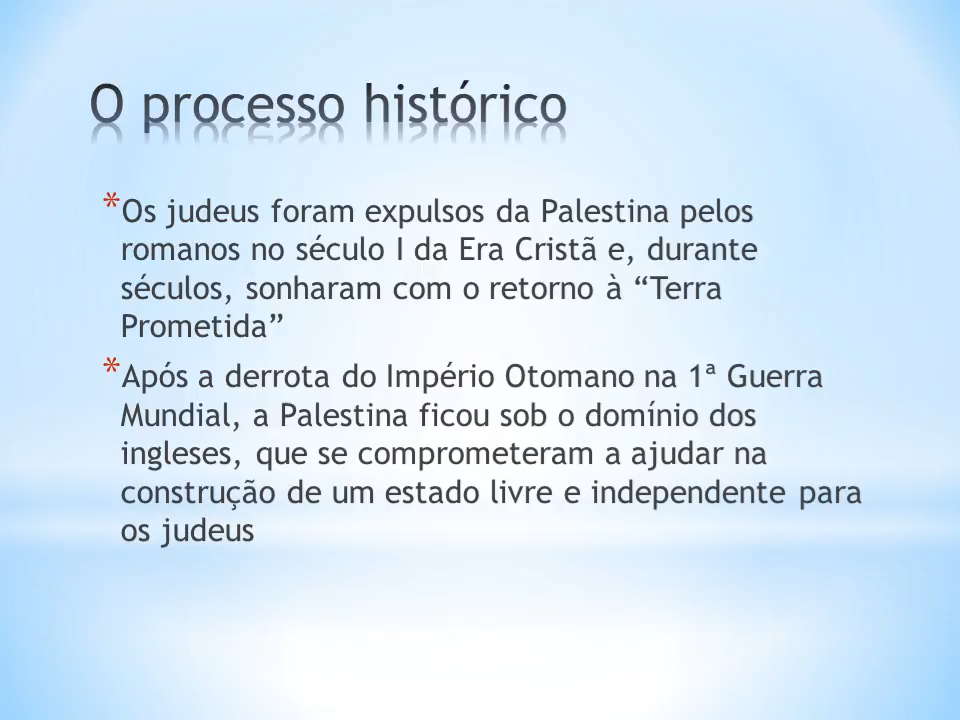 O processo histórico
* Os judeus foram expulsos da Palestina pelos
romanos no século I da Era Cristã e, durante
séculos, sonharam com o retorno à “Terra
Prometida”
* Após a derrota do Império Otomano na 1ª Guerra
Mundial, a Palestina ficou sob o domínio dos
ingleses, que se comprometeram a ajudar na
construção de um estado livre e independente para
os judeus